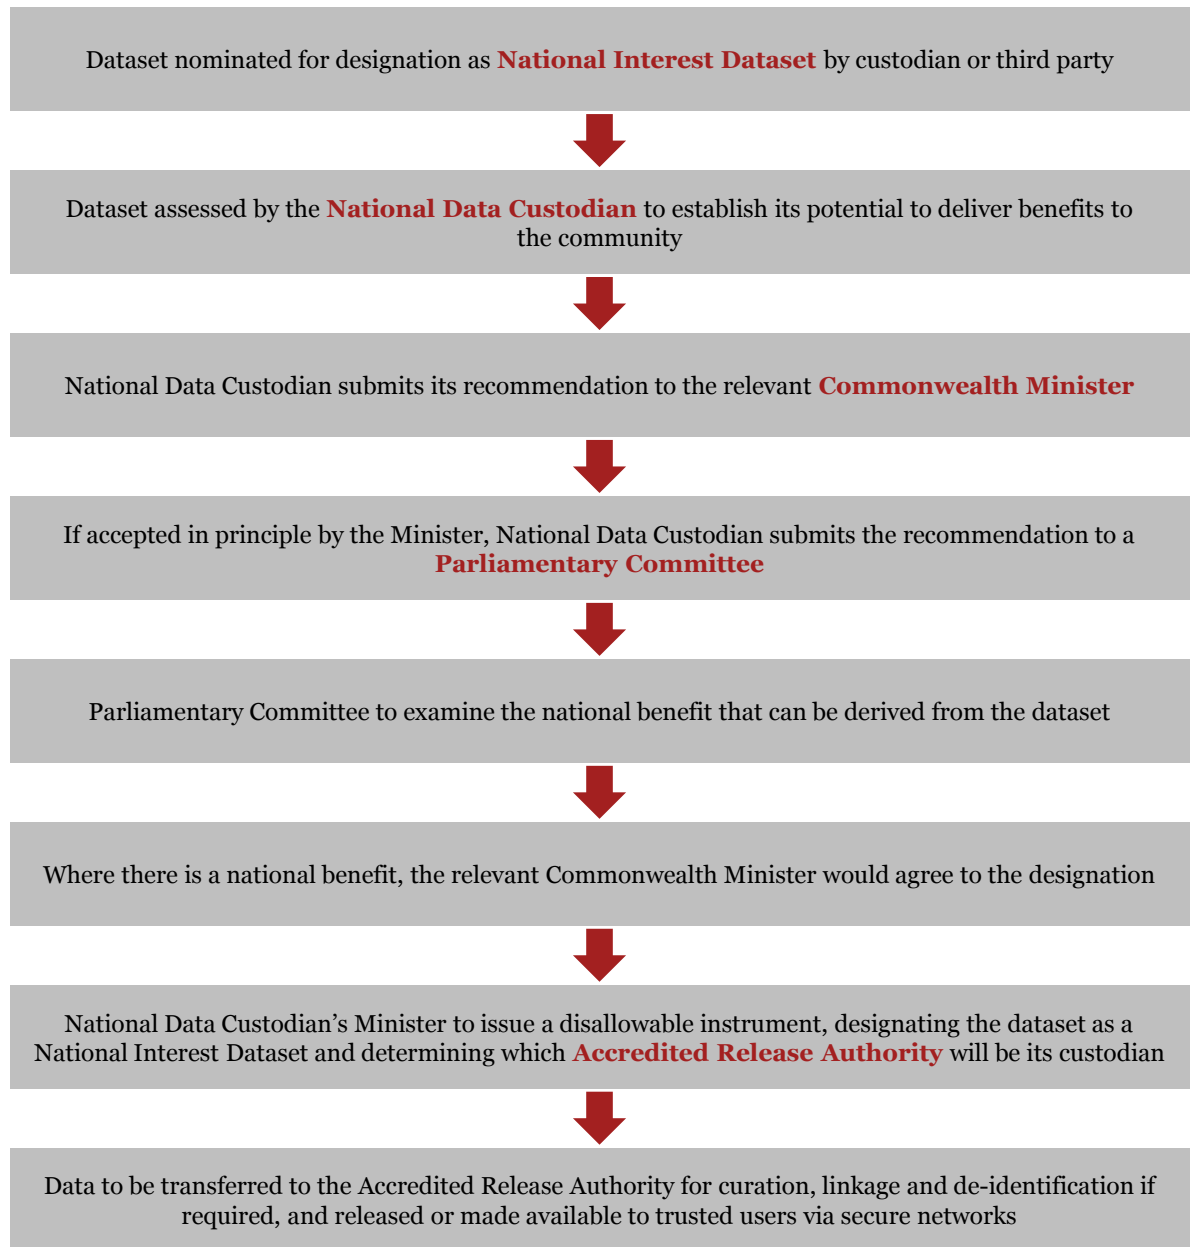 Dataset nominated for designation as National Interest Dataset by custodian or third party
Dataset assessed by the National Data Custodian to establish its potential to deliver benefits to
the community
National Data Custodian submits its recommendation to the relevant Commonwealth Minister
If accepted in principle by the Minister, National Data Custodian submits the recommendation to a
Parliamentary Committee
Parliamentary Committee to examine the national benefit that can be derived from the dataset
Where there is a national benefit, the relevant Commonwealth Minister would agree to the designation
National Data Custodian’s Minister to issue a disallowable instrument, designating the dataset as a
National Interest Dataset and determining which Accredited Release Authority will be its custodian
Data to be transferred to the Accredited Release Authority for curation, linkage and de-identification if
required, and released or made available to trusted users via secure networks